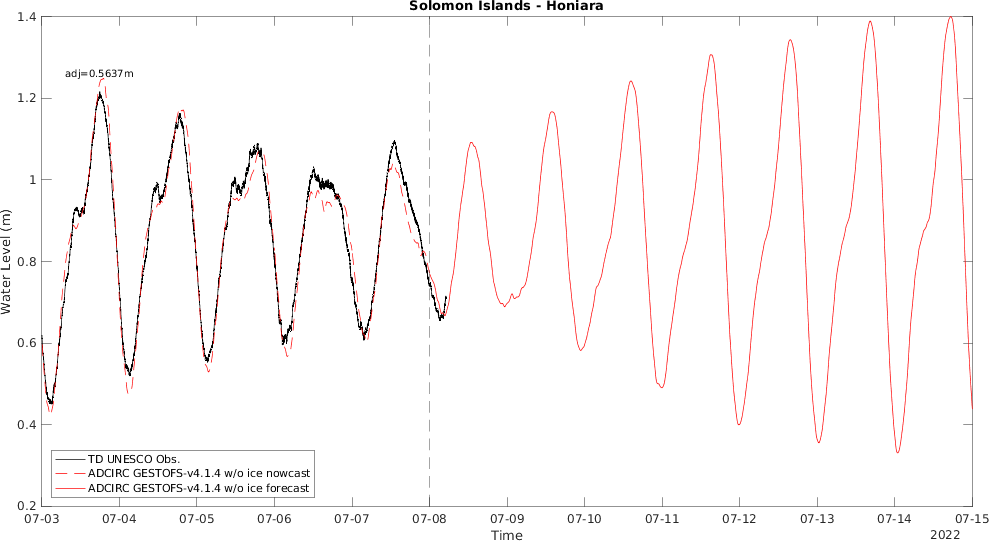 Solomon Islands - Honiara
adj=0.5637m
Water Level (m)
1.4
1.2
1
0.8
0.6
0.4
0.2
TD UNESCO Obs.
ADCIRC GESTOFS-v4.1.4 w/o ice nowcast
ADCIRC GESTOFS-v4.1.4 w/o ice forecast
07-03 07-04 07-05 07-06 07-07 07-08 07-09 07-10 07-11 07-12 07-13 07-14 07-15
Time
2022